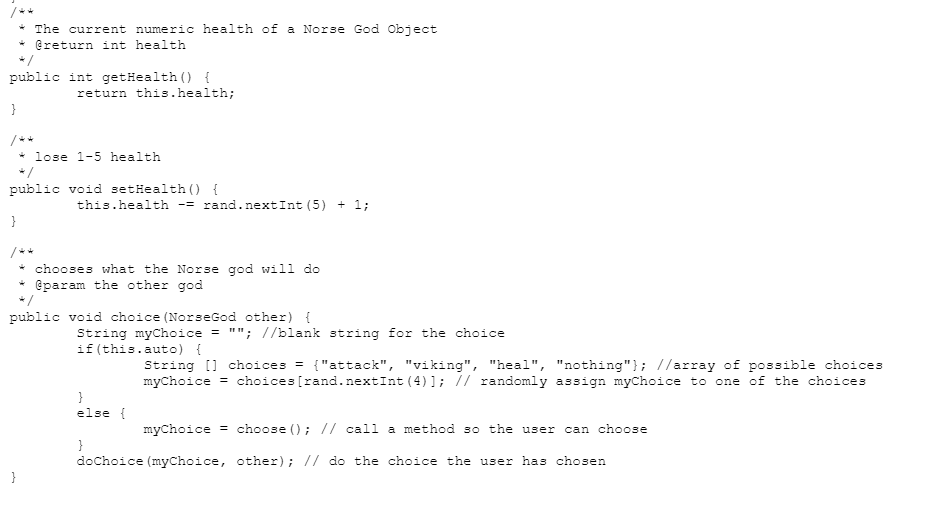 /**
 * The current numeric health of a Norse God Object
 * @return int health
 */
public int getHealth() {
        return this.health;
}

/**
 * lose 1-5 health
 */
public void setHealth() {
        this.health -= rand.nextInt(5) + 1;
}

/**
 * chooses what the Norse god will do
 * @param the other god
 */
public void choice(NorseGod other) {
        String myChoice = ""; //blank string for the choice
        if(this.auto) {
                String [] choices = {"attack", "viking", "heal", "nothing"}; //array of possible choices
                myChoice = choices[rand.nextInt(4)]; // randomly assign myChoice to one of the choices
        }
        else {
                myChoice = choose(); // call a method so the user can choose
        }
        doChoice(myChoice, other); // do the choice the user has chosen
}